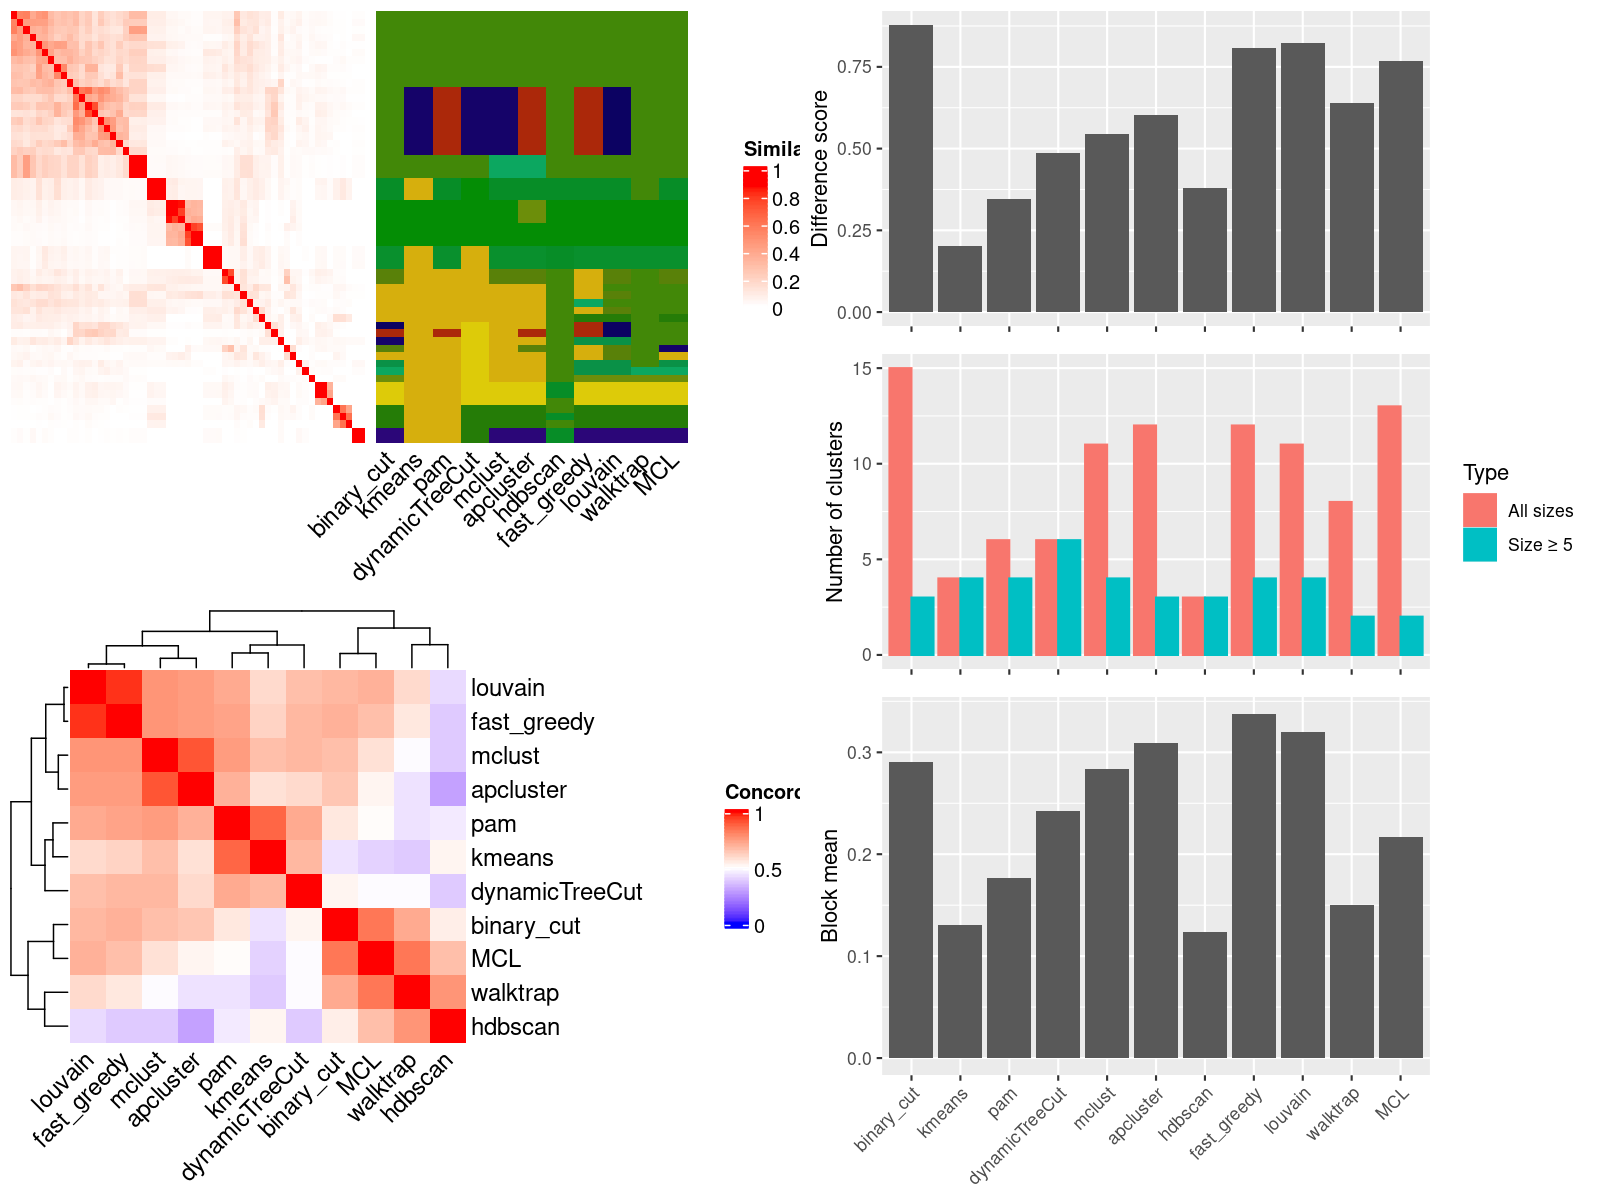 Simila
1
0.8
0.6
0.4
0.2
0
binary_cut
kmeans
pam
dynamicTreeCut
mclust
apcluster
hdbscan
fast_greedy
louvain
walktrap
MCL
louvain
fast_greedy
mclust
apcluster
pam
kmeans
dynamicTreeCut
binary_cut
MCL
walktrap
hdbscan
louvain
fast_greedy
mclust
apcluster
pam
kmeans
dynamicTreeCut
binary_cut
MCL
walktrap
hdbscan
Concor
1
0.5
0
Difference score
0.75
0.50
0.25
0.00
Number of clusters
15
10
5
0
Type
All sizes
Size ≥ 5
Block mean
0.3
0.2
0.1
0.0
binary_cut
kmeans
pam
dynamicTreeCut
mclust
apcluster
hdbscan
fast_greedy
louvain
walktrap
MCL